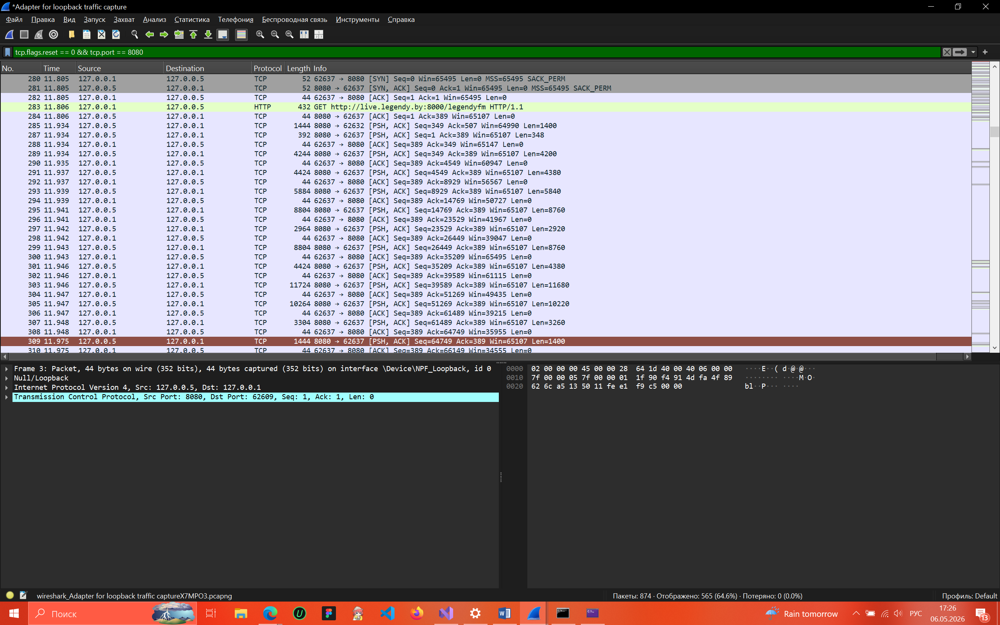 *Adapter for loopback traffic capture
Файл Правка Вид Запуск Захват Анализ Статистика Телефония Беспроводная связь Инструменты Справка
tcp.flags.reset == 0 && tcp.port == 8080
No. Time Source Destination Protocol Length Info
280 11.805 127.0.0.1 127.0.0.5 TCP 52 62637 → 8080 [SYN] Seq=0 Win=65495 Len=0 MSS=65495 SACK_PERM
281 11.805 127.0.0.5 127.0.0.1 TCP 52 8080 → 62637 [SYN, ACK] Seq=0 Ack=1 Win=65495 Len=0 MSS=65495 SACK_PERM
282 11.805 127.0.0.1 127.0.0.5 TCP 44 62637 → 8080 [ACK] Seq=1 Ack=1 Win=65495 Len=0
283 11.806 127.0.0.1 127.0.0.5 HTTP 432 GET http://live.legendy.by:8000/legendyfm HTTP/1.1
284 11.806 127.0.0.5 127.0.0.1 TCP 44 8080 → 62637 [ACK] Seq=1 Ack=389 Win=65107 Len=0
285 11.934 127.0.0.5 127.0.0.1 TCP 1444 8080 → 62632 [PSH, ACK] Seq=349 Ack=507 Win=64990 Len=1400
287 11.934 127.0.0.5 127.0.0.1 TCP 392 8080 → 62637 [PSH, ACK] Seq=1 Ack=389 Win=65107 Len=348
288 11.934 127.0.0.1 127.0.0.5 TCP 44 62637 → 8080 [ACK] Seq=389 Ack=349 Win=65147 Len=0
289 11.934 127.0.0.5 127.0.0.1 TCP 4244 8080 → 62637 [PSH, ACK] Seq=349 Ack=389 Win=65107 Len=4200
290 11.935 127.0.0.1 127.0.0.5 TCP 44 62637 → 8080 [ACK] Seq=389 Ack=4549 Win=60947 Len=0
291 11.937 127.0.0.5 127.0.0.1 TCP 4424 8080 → 62637 [PSH, ACK] Seq=4549 Ack=389 Win=65107 Len=4380
292 11.937 127.0.0.1 127.0.0.5 TCP 44 62637 → 8080 [ACK] Seq=389 Ack=8929 Win=56567 Len=0
293 11.939 127.0.0.5 127.0.0.1 TCP 5884 8080 → 62637 [PSH, ACK] Seq=8929 Ack=389 Win=65107 Len=5840
294 11.939 127.0.0.1 127.0.0.5 TCP 44 62637 → 8080 [ACK] Seq=389 Ack=14769 Win=50727 Len=0
295 11.941 127.0.0.5 127.0.0.1 TCP 8804 8080 → 62637 [PSH, ACK] Seq=14769 Ack=389 Win=65107 Len=8760
296 11.941 127.0.0.1 127.0.0.5 TCP 44 62637 → 8080 [ACK] Seq=389 Ack=23529 Win=41967 Len=0
297 11.942 127.0.0.5 127.0.0.1 TCP 2964 8080 → 62637 [PSH, ACK] Seq=23529 Ack=389 Win=65107 Len=2920
298 11.942 127.0.0.1 127.0.0.5 TCP 44 62637 → 8080 [ACK] Seq=389 Ack=26449 Win=39047 Len=0
299 11.943 127.0.0.5 127.0.0.1 TCP 8804 8080 → 62637 [PSH, ACK] Seq=26449 Ack=389 Win=65107 Len=8760
300 11.943 127.0.0.1 127.0.0.5 TCP 44 62637 → 8080 [ACK] Seq=389 Ack=35209 Win=65495 Len=0
301 11.946 127.0.0.5 127.0.0.1 TCP 4424 8080 → 62637 [PSH, ACK] Seq=35209 Ack=389 Win=65107 Len=4380
302 11.946 127.0.0.1 127.0.0.5 TCP 44 62637 → 8080 [ACK] Seq=389 Ack=39589 Win=61115 Len=0
303 11.946 127.0.0.5 127.0.0.1 TCP 11724 8080 → 62637 [PSH, ACK] Seq=39589 Ack=389 Win=65107 Len=11680
304 11.947 127.0.0.1 127.0.0.5 TCP 44 62637 → 8080 [ACK] Seq=389 Ack=51269 Win=49435 Len=0
305 11.947 127.0.0.5 127.0.0.1 TCP 10264 8080 → 62637 [PSH, ACK] Seq=51269 Ack=389 Win=65107 Len=10220
306 11.947 127.0.0.1 127.0.0.5 TCP 44 62637 → 8080 [ACK] Seq=389 Ack=61489 Win=39215 Len=0
307 11.948 127.0.0.5 127.0.0.1 TCP 3304 8080 → 62637 [PSH, ACK] Seq=61489 Ack=389 Win=65107 Len=3260
308 11.948 127.0.0.1 127.0.0.5 TCP 44 62637 → 8080 [ACK] Seq=389 Ack=64749 Win=35955 Len=0
309 11.975 127.0.0.5 127.0.0.1 TCP 1444 8080 → 62637 [PSH, ACK] Seq=64749 Ack=389 Win=65107 Len=1400
310 11.975 127.0.0.1 127.0.0.5 TCP 44 62637 → 8080 [ACK] Seq=389 Ack=66149 Win=34555 Len=0
Frame 3: Packet, 44 bytes on wire (352 bits), 44 bytes captured (352 bits) on interface \Device\NPF_Loopback, id 0
Null/Loopback
Internet Protocol Version 4, Src: 127.0.0.5, Dst: 127.0.0.1
Transmission Control Protocol, Src Port: 8080, Dst Port: 62609, Seq: 1, Ack: 1, Len: 0
0000 02 00 00 00 45 00 00 28 64 1d 40 00 40 06 00 00 ····E··( d·@·@···
0010 7f 00 00 05 7f 00 00 01 1f 90 f4 91 4d fa 4f 89 ········ ····M·O·
0020 62 6c a5 13 50 11 fe e1 f9 c5 00 00 bl··P··· ····
wireshark_Adapter for loopback traffic captureX7MPO3.pcapng
Пакеты: 874 · Отображено: 565 (64.6%) · Потеряно: 0 (0.0%)
Профиль: Default
Поиск
Rain tomorrow
РУС
17:26
06.05.2026
13